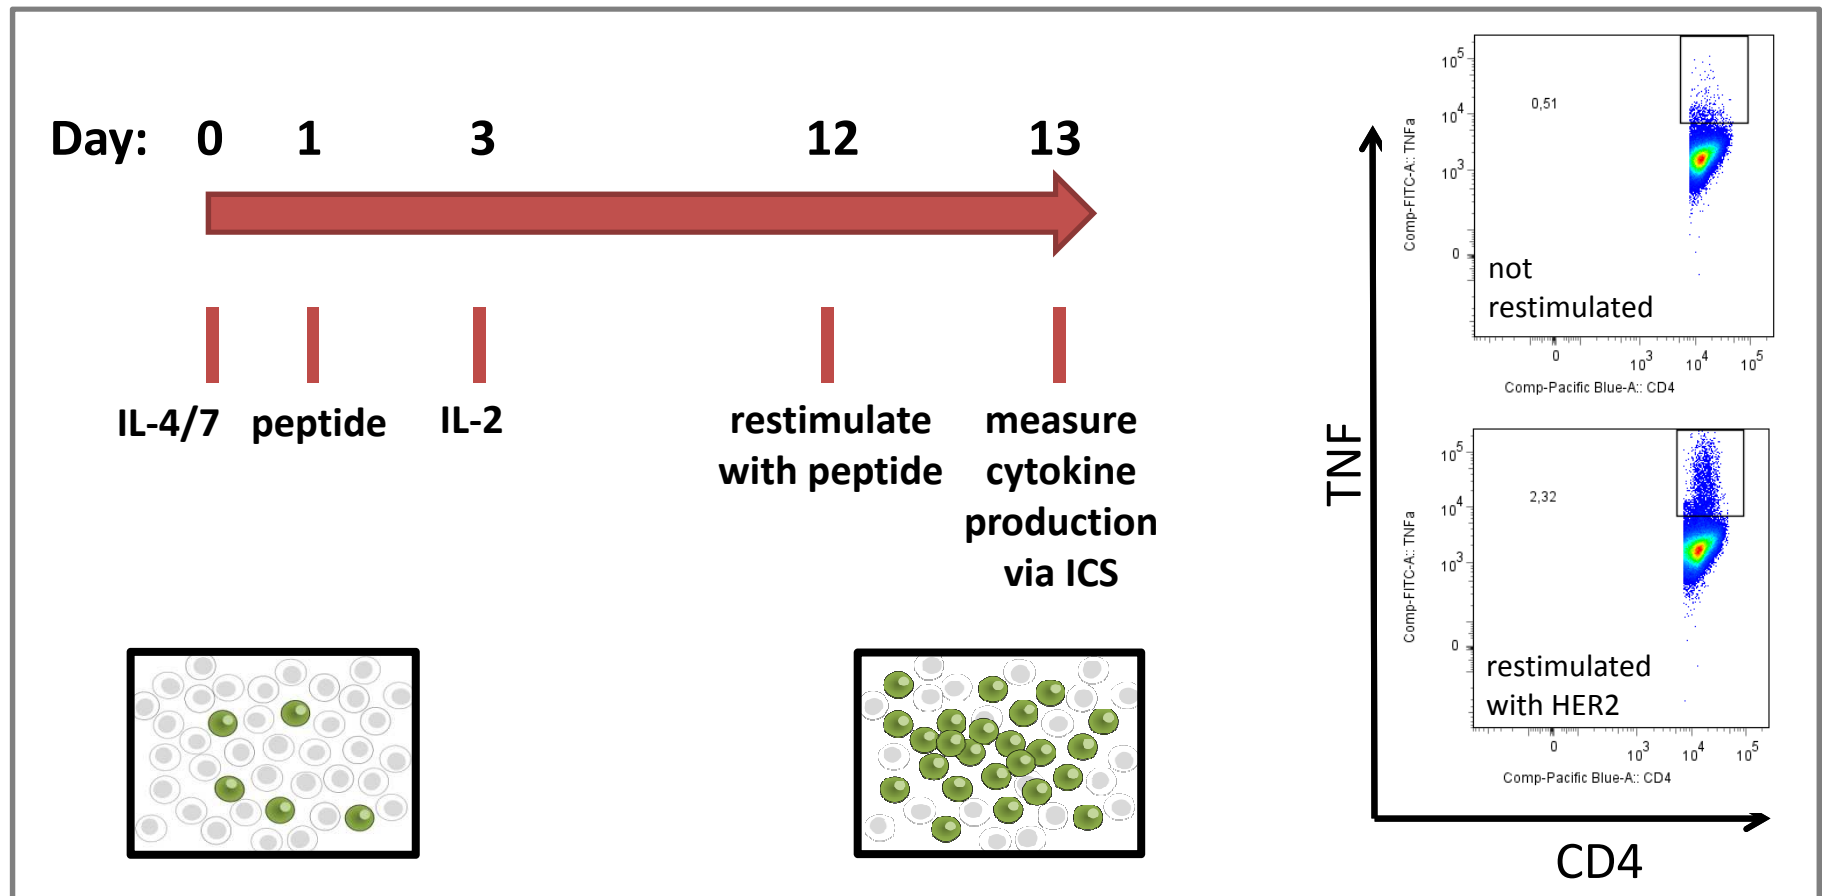 Day: 0 1 3 12 13
IL-4/7 peptide IL-2
restimulate
with peptide
measure
cytokine
production
via ICS
TNF
CD4
10^5
10^4
10^3
0
0,51
not
restimulated
0 10^3 10^4 10^5
Comp-FITC-A:: TNFa
Comp-Pacific Blue-A:: CD4
10^5
10^4
10^3
0
2,32
restimulated
with HER2
0 10^3 10^4 10^5
Comp-FITC-A:: TNFa
Comp-Pacific Blue-A:: CD4